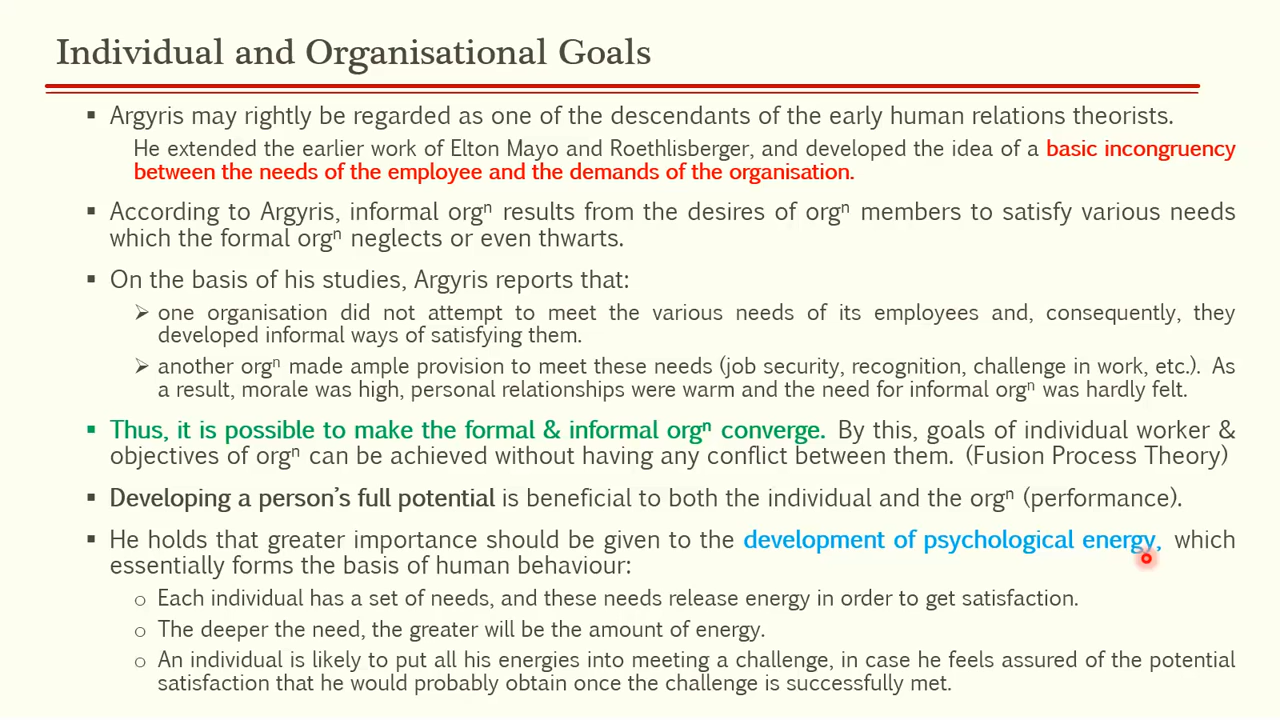 Individual and Organisational Goals
▪ Argyris may rightly be regarded as one of the descendants of the early human relations theorists.
He extended the earlier work of Elton Mayo and Roethlisberger, and developed the idea of a basic incongruency
between the needs of the employee and the demands of the organisation.
▪ According to Argyris, informal orgⁿ results from the desires of orgⁿ members to satisfy various needs
which the formal orgⁿ neglects or even thwarts.
▪ On the basis of his studies, Argyris reports that:
➢ one organisation did not attempt to meet the various needs of its employees and, consequently, they
developed informal ways of satisfying them.
➢ another orgⁿ made ample provision to meet these needs (job security, recognition, challenge in work, etc.). As
a result, morale was high, personal relationships were warm and the need for informal orgⁿ was hardly felt.
▪ Thus, it is possible to make the formal & informal orgⁿ converge. By this, goals of individual worker &
objectives of orgⁿ can be achieved without having any conflict between them. (Fusion Process Theory)
▪ Developing a person's full potential is beneficial to both the individual and the orgⁿ (performance).
▪ He holds that greater importance should be given to the development of psychological energy, which
essentially forms the basis of human behaviour:
○ Each individual has a set of needs, and these needs release energy in order to get satisfaction.
○ The deeper the need, the greater will be the amount of energy.
○ An individual is likely to put all his energies into meeting a challenge, in case he feels assured of the potential
satisfaction that he would probably obtain once the challenge is successfully met.